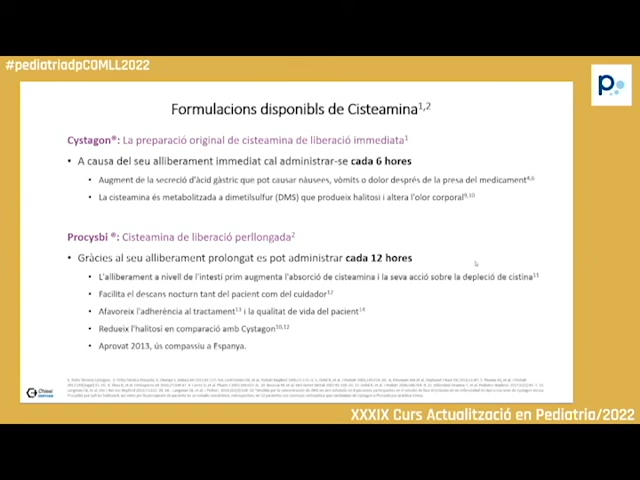 #pediatriadpCOMLL2022
p
Formulacions disponibls de Cisteamina1,2
Cystagon®: La preparació original de cisteamina de liberació immediata1
• A causa del seu alliberament immediat cal administrar-se cada 6 hores
• Augment de la secreció d'àcid gàstric que pot causar nàusees, vòmits o dolor després de la presa del medicament4,6
• La cisteamina és metabolitzada a dimetilsulfur (DMS) que produeix halitosi i altera l'olor corporal9,10
Procysbi ®: Cisteamina de liberació perllongada2
• Gràcies al seu alliberament prolongat es pot administrar cada 12 hores
• L'alliberament a nivell de l'intestí prim augmenta l'absorció de cisteamina i la seva acció sobre la depleció de cistina11
• Facilita el descans nocturn tant del pacient com del cuidador12
• Afavoreix l'adherència al tractament13 i la qualitat de vida del pacient14
• Redueix l'halitosi en comparació amb Cystagon10,12
• Aprovat 2013, ús compassiu a Espanya.
Chiesi
XXXIX Curs Actualització en Pediatria/2022